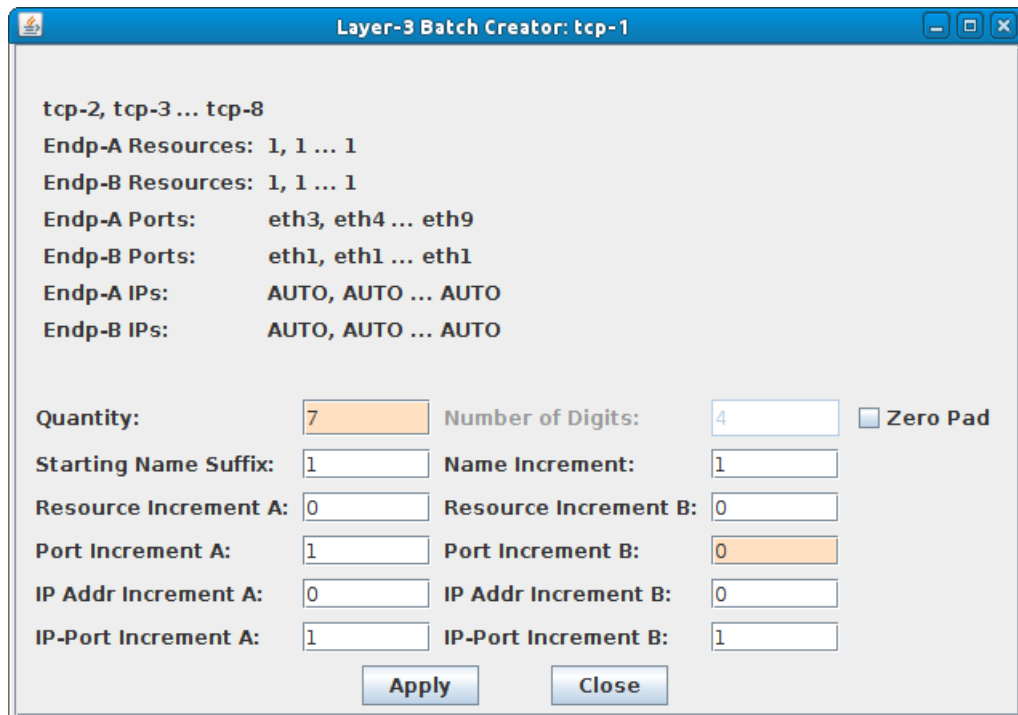 Layer-3 Batch Creator: tcp-1
tcp-2, tcp-3 ... tcp-8
Endp-A Resources: 1, 1 ... 1
Endp-B Resources: 1, 1 ... 1
Endp-A Ports: eth3, eth4 ... eth9
Endp-B Ports: eth1, eth1 ... eth1
Endp-A IPs: AUTO, AUTO ... AUTO
Endp-B IPs: AUTO, AUTO ... AUTO
Quantity: 7 Number of Digits: 4 Zero Pad
Starting Name Suffix: 1 Name Increment: 1
Resource Increment A: 0 Resource Increment B: 0
Port Increment A: 1 Port Increment B: 0
IP Addr Increment A: 0 IP Addr Increment B: 0
IP-Port Increment A: 1 IP-Port Increment B: 1
Apply Close